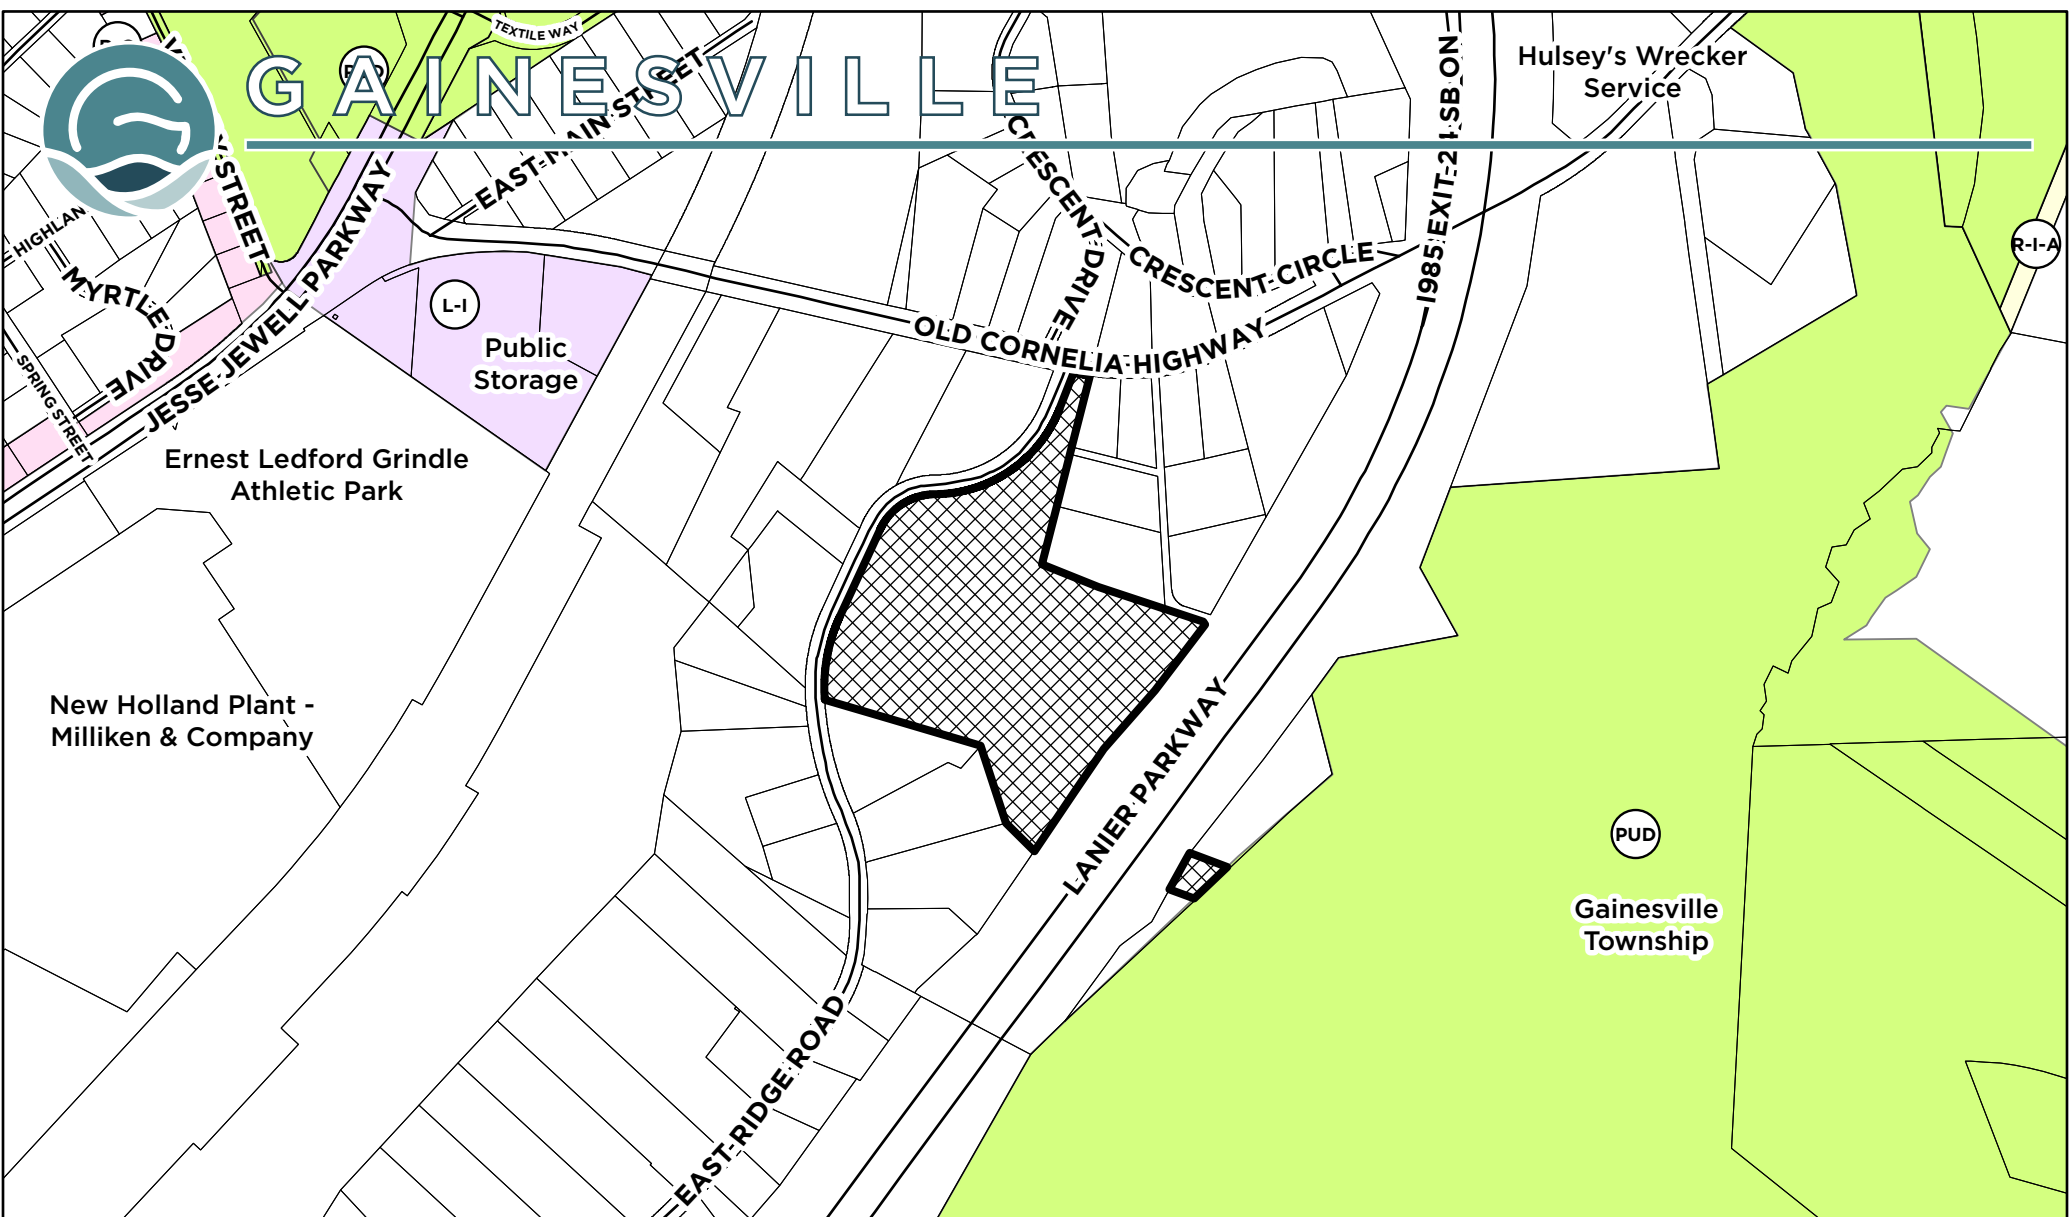 GAINESVILLE
TEXTILE WAY
EAST MAIN STREET
Hulsey's Wrecker
Service
I985 EXIT 24 SB ON
CRESCENT DRIVE
CRESCENT CIRCLE
R-I-A
STREET
HIGHLAN
MYRTLE DRIVE
JESSE JEWELL PARKWAY
L-I
Public
Storage
OLD CORNELIA HIGHWAY
SPRING STREET
Ernest Ledford Grindle
Athletic Park
New Holland Plant -
Milliken & Company
LANIER PARKWAY
PUD
Gainesville
Township
EAST RIDGE ROAD